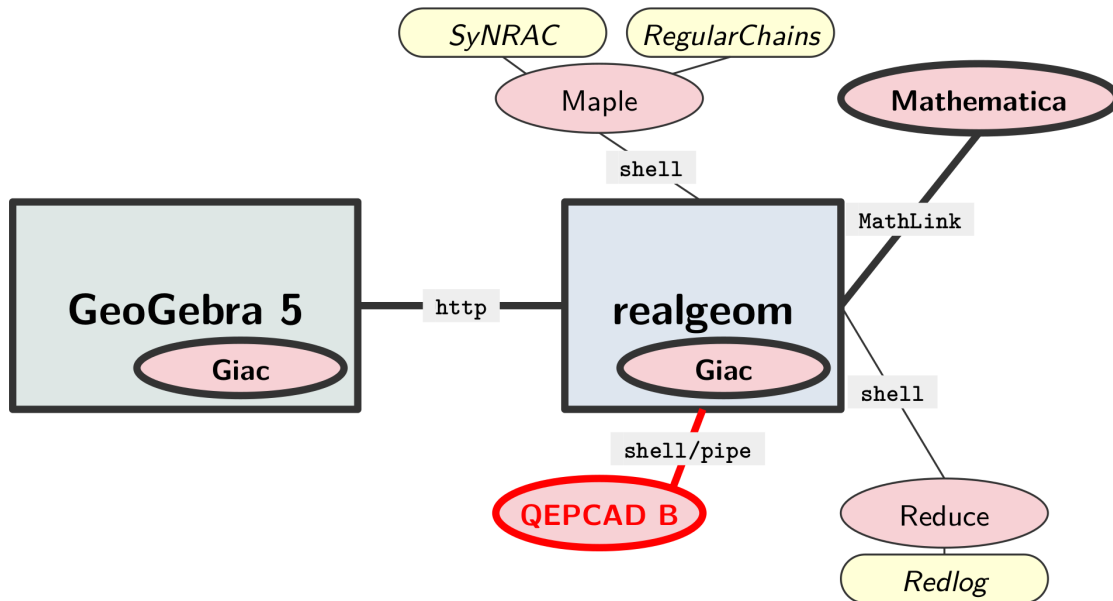 SyNRAC
RegularChains
Maple
Mathematica
shell
MathLink
GeoGebra 5
http
realgeom
Giac
Giac
shell
shell/pipe
QEPCAD B
Reduce
Redlog